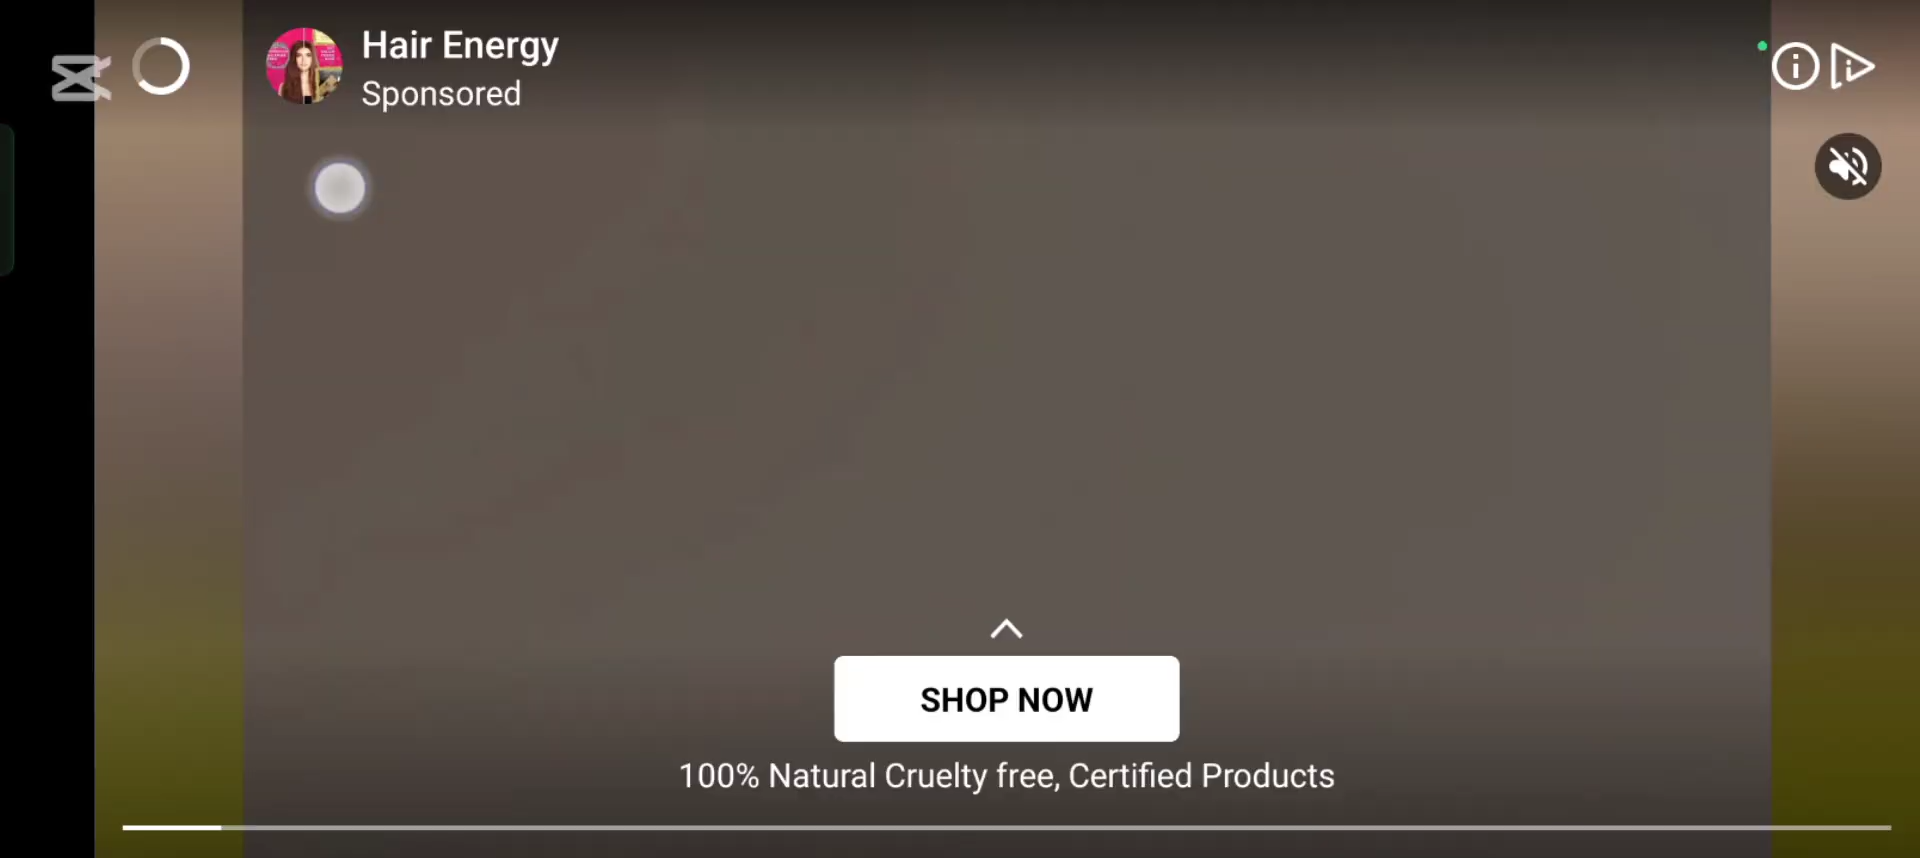 Hair Energy
Sponsored
SHOP NOW
100% Natural Cruelty free, Certified Products